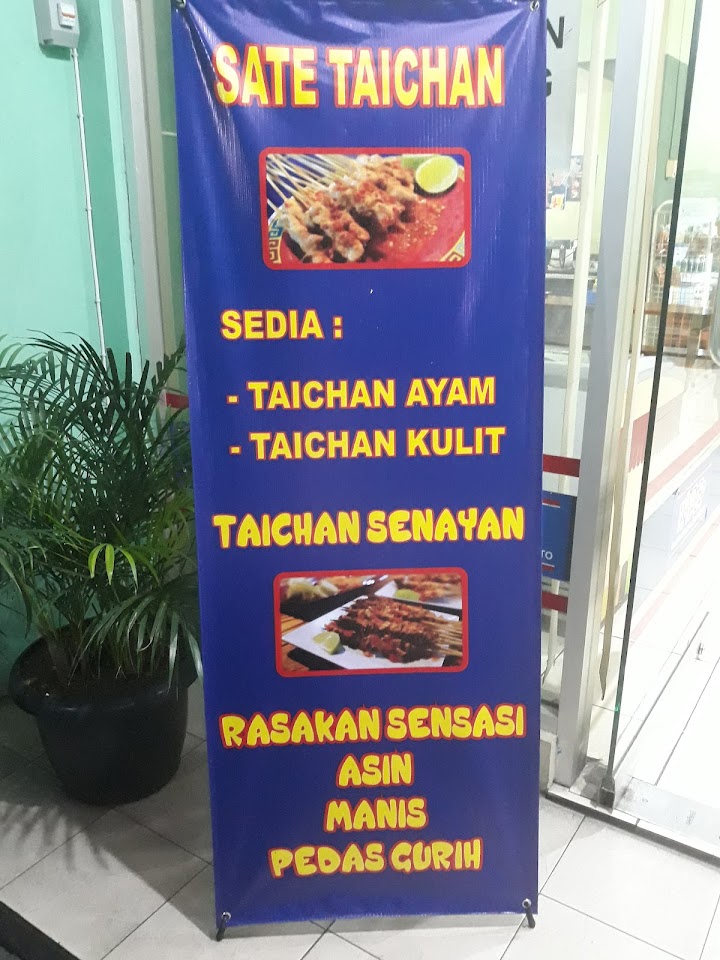 SATE TAICHAN
SEDIA :
- TAICHAN AYAM
- TAICHAN KULIT
TAICHAN SENAYAN
RASAKAN SENSASI
ASIN
MANIS
PEDAS GURIH